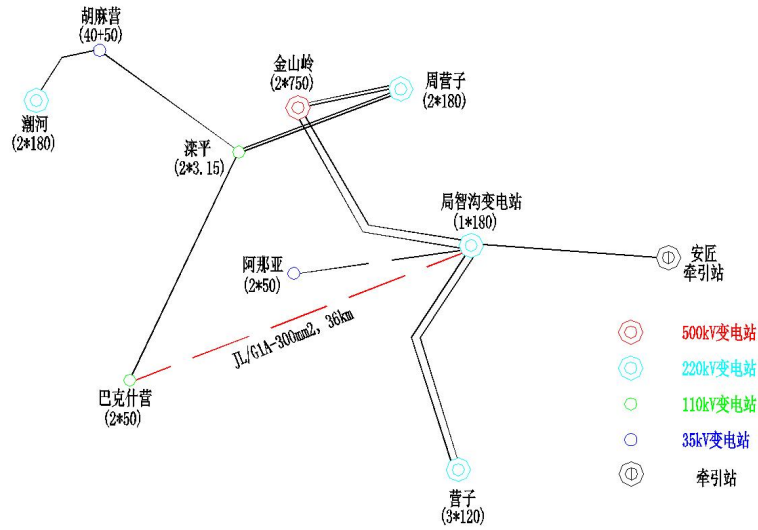 胡麻营
(40+50)
金山岭
(2*750)
周营子
(2*180)
潮河
(2*180)
滦平
(2*3.15)
局智沟变电站
(1*180)
阿那亚
(2*50)
安匠
牵引站
JL/G1A-300mm2, 36km
巴克什营
(2*50)
营子
(3*120)
500kV变电站
220kV变电站
110kV变电站
35kV变电站
牵引站